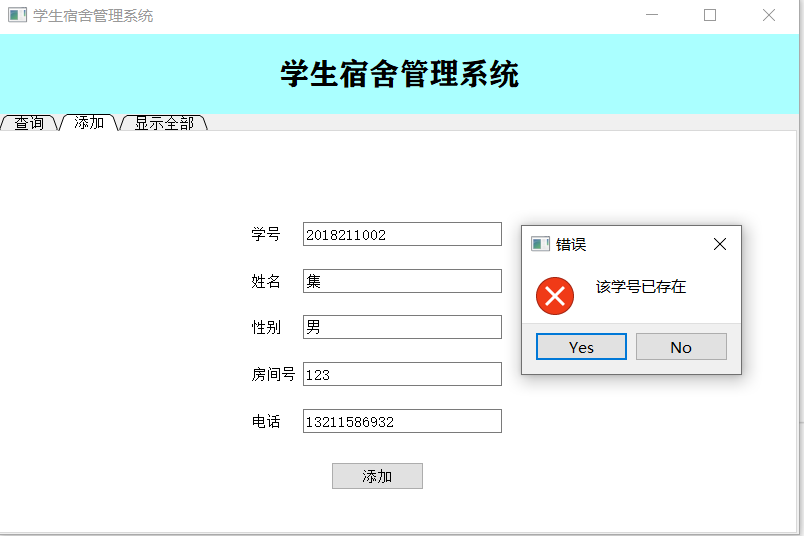 学生宿舍管理系统
学生宿舍管理系统
查询 添加 显示全部
学号 2018211002
姓名 集
性别 男
房间号 123
电话 13211586932
添加
错误
该学号已存在
Yes No